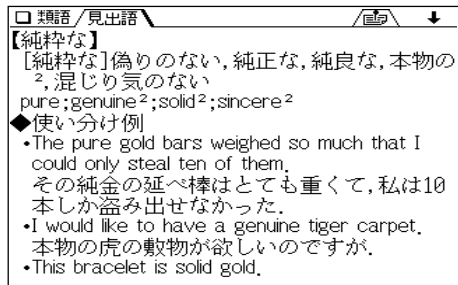 類語/見出語
【純粋な】
[純粋な]偽りのない,純正な,純良な,本物の
²,混じり気のない
pure;genuine²;solid²;sincere²
◆使い分け例
•The pure gold bars weighed so much that I
could only steal ten of them.
その純金の延べ棒はとても重くて,私は10
本しか盗み出せなかった.
•I would like to have a genuine tiger carpet.
本物の虎の敷物が欲しいのですが.
•This bracelet is solid gold.